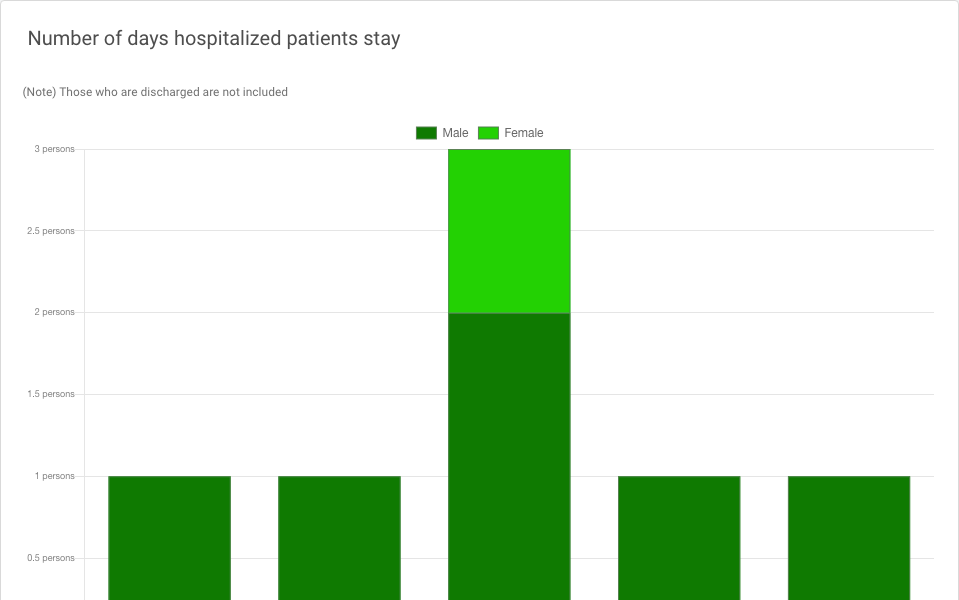 Number of days hospitalized patients stay
(Note) Those who are discharged are not included
Male Female
3 persons
2.5 persons
2 persons
1.5 persons
1 persons
0.5 persons